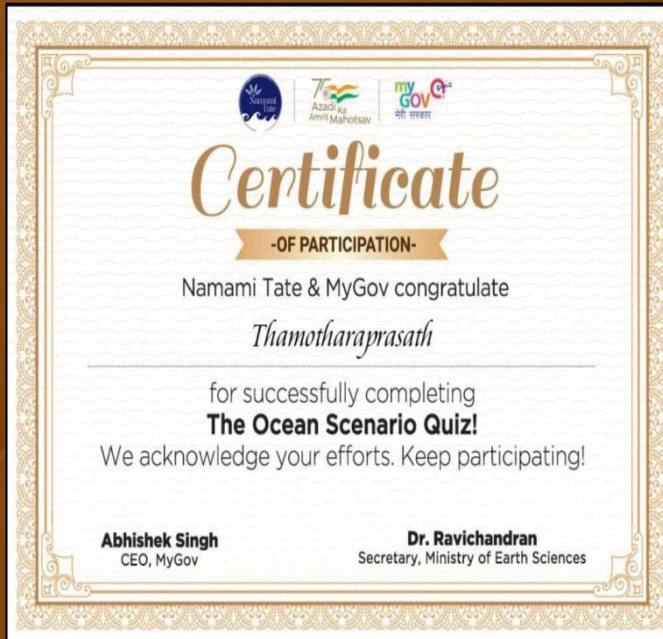 Namami
Tate
75
Azadi Ka
Amrit Mahotsav
my
GOV
मेरी सरकार
Certificate
-OF PARTICIPATION-
Namami Tate & MyGov congratulate
Thamotharaprasath
for successfully completing
The Ocean Scenario Quiz!
We acknowledge your efforts. Keep participating!
Abhishek Singh
CEO, MyGov
Dr. Ravichandran
Secretary, Ministry of Earth Sciences